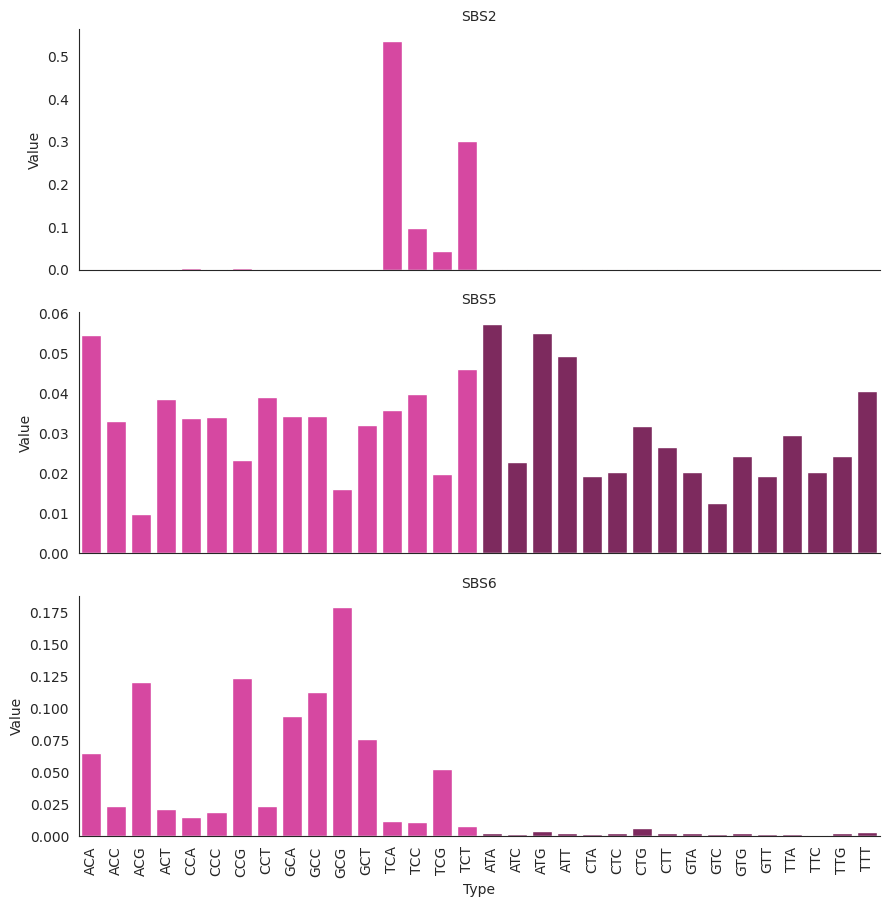 SBS2
0.5
0.4
0.3
0.2
0.1
0.0
Value
SBS5
0.06
0.05
0.04
0.03
0.02
0.01
0.00
Value
SBS6
0.175
0.150
0.125
0.100
0.075
0.050
0.025
0.000
Value
ACA ACC ACG ACT CCA CCC CCG CCT GCA GCC GCG GCT TCA TCC TCG TCT ATA ATC ATG ATT CTA CTC CTG CTT GTA GTC GTG GTT TTA TTC TTG TTT
Type